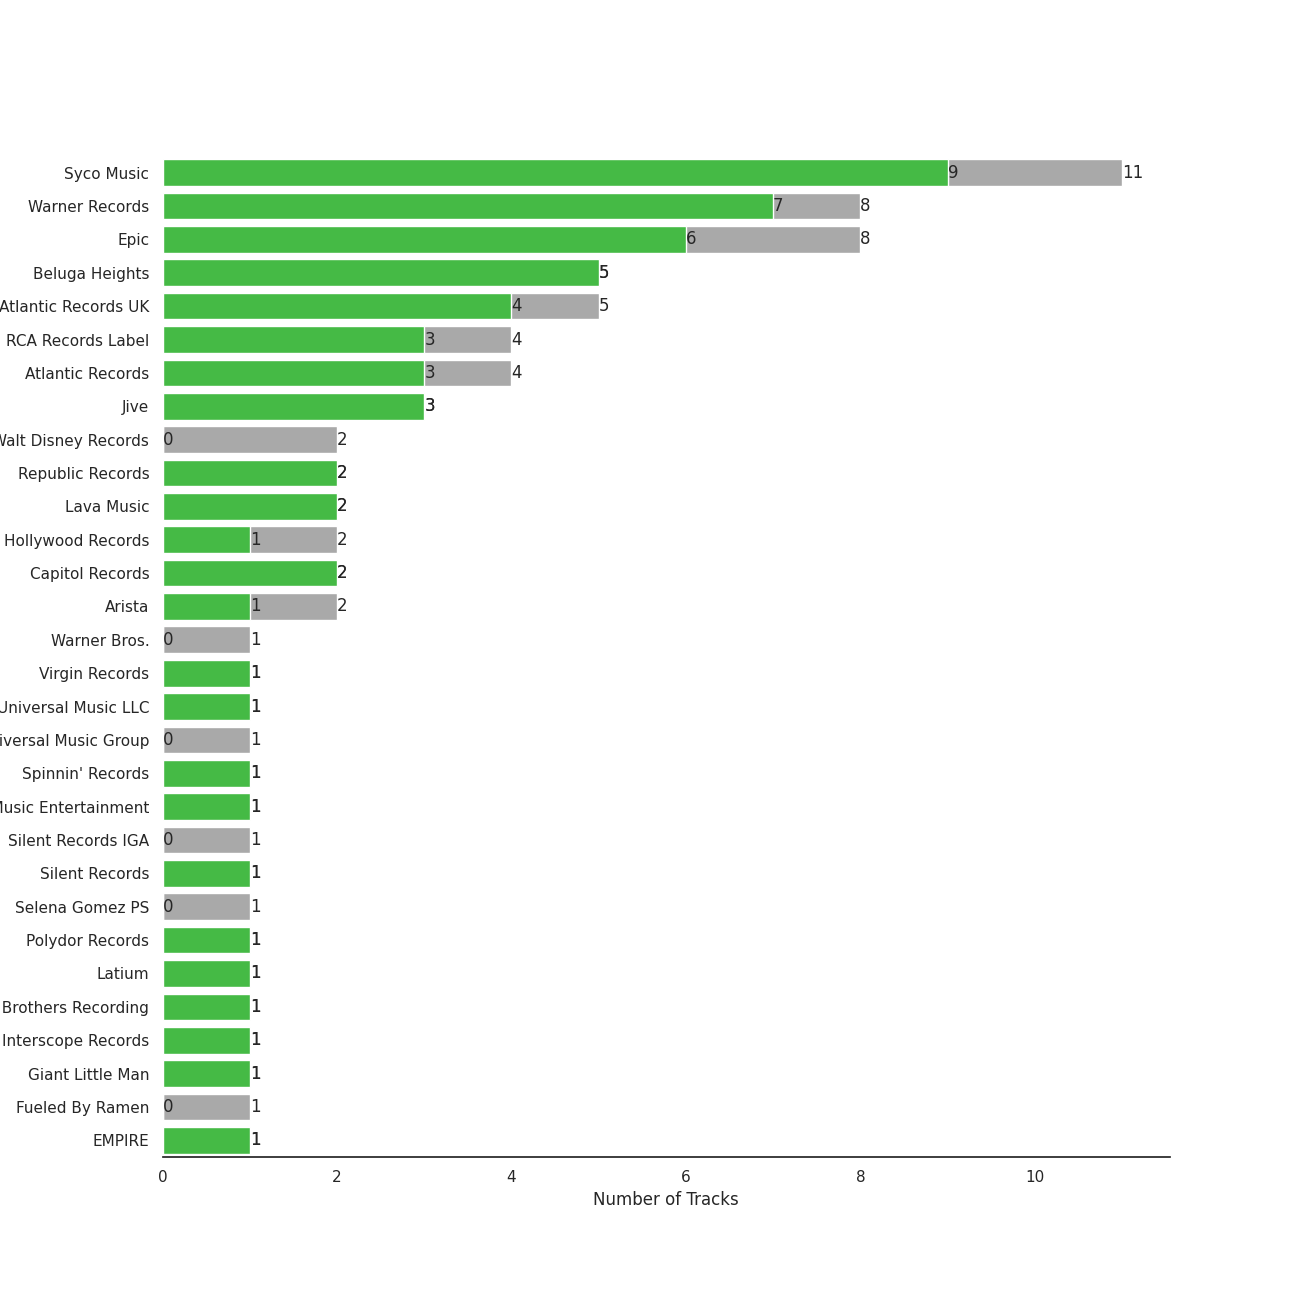 Syco Music 9 11
Warner Records 7 8
Epic 6 8
Beluga Heights 5
Atlantic Records UK 4 5
RCA Records Label 3 4
Atlantic Records 3 4
Jive 3
Walt Disney Records 0 2
Republic Records 2
Lava Music 2
Hollywood Records 1 2
Capitol Records 2
Arista 1 2
Warner Bros. 0 1
Virgin Records 1
Universal Music LLC 1
iversal Music Group 0 1
Spinnin' Records 1
Music Entertainment 1
Silent Records IGA 0 1
Silent Records 1
Selena Gomez PS 0 1
Polydor Records 1
Latium 1
Brothers Recording 1
Interscope Records 1
Giant Little Man 1
Fueled By Ramen 0 1
EMPIRE 1
0 2 4 6 8 10
Number of Tracks